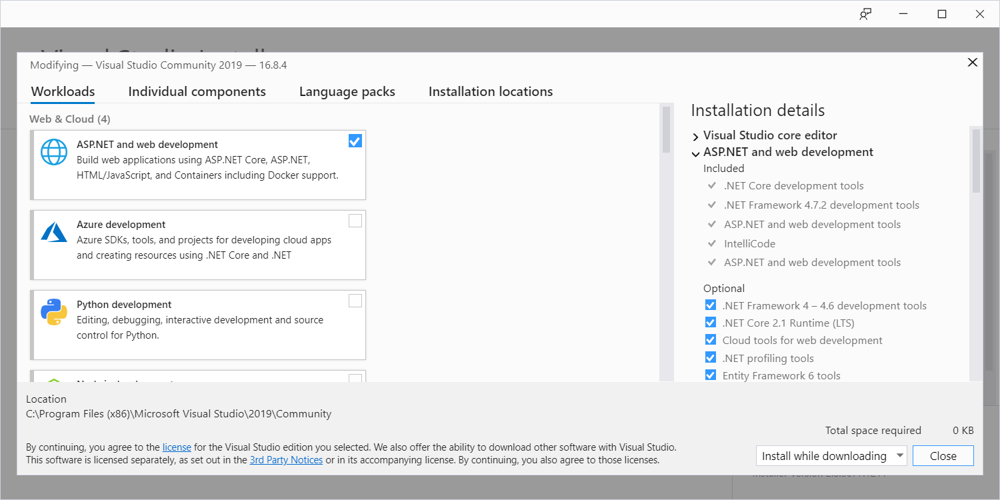 Modifying — Visual Studio Community 2019 — 16.8.4
Workloads
Individual components
Language packs
Installation locations
Web & Cloud (4)
ASP.NET and web development
Build web applications using ASP.NET Core, ASP.NET,
HTML/JavaScript, and Containers including Docker support.
Azure development
Azure SDKs, tools, and projects for developing cloud apps
and creating resources using .NET Core and .NET
Python development
Editing, debugging, interactive development and source
control for Python.
Installation details
Visual Studio core editor
ASP.NET and web development
Included
.NET Core development tools
.NET Framework 4.7.2 development tools
ASP.NET and web development tools
IntelliCode
ASP.NET and web development tools
Optional
.NET Framework 4 – 4.6 development tools
.NET Core 2.1 Runtime (LTS)
Cloud tools for web development
.NET profiling tools
Entity Framework 6 tools
Location
C:\Program Files (x86)\Microsoft Visual Studio\2019\Community
Total space required 0 KB
By continuing, you agree to the license for the Visual Studio edition you selected. We also offer the ability to download other software with Visual Studio.
This software is licensed separately, as set out in the 3rd Party Notices or in its accompanying license. By continuing, you also agree to those licenses.
Install while downloading
Close